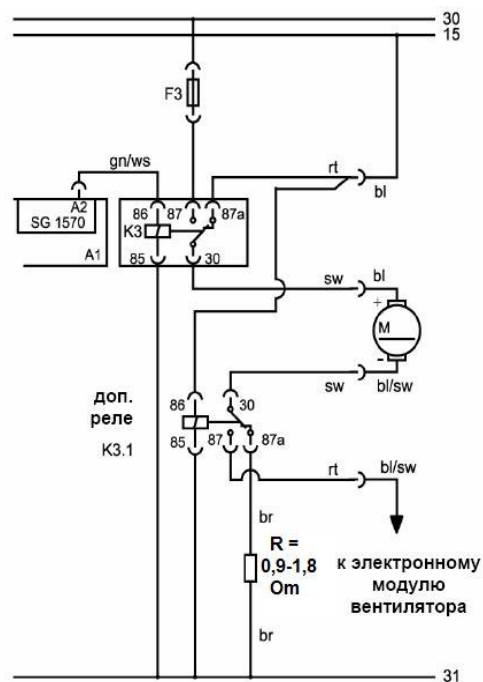 30
15
F3
gn/ws
rt
bl
A2
SG 1570
A1
86
87
87a
K3
85
30
sw
bl
+
M
-
sw
bl/sw
доп.
реле
K3.1
86
30
85
87
87a
rt
bl/sw
br
R =
0,9-1,8
Om
к электронному
модулю
вентилятора
br
31